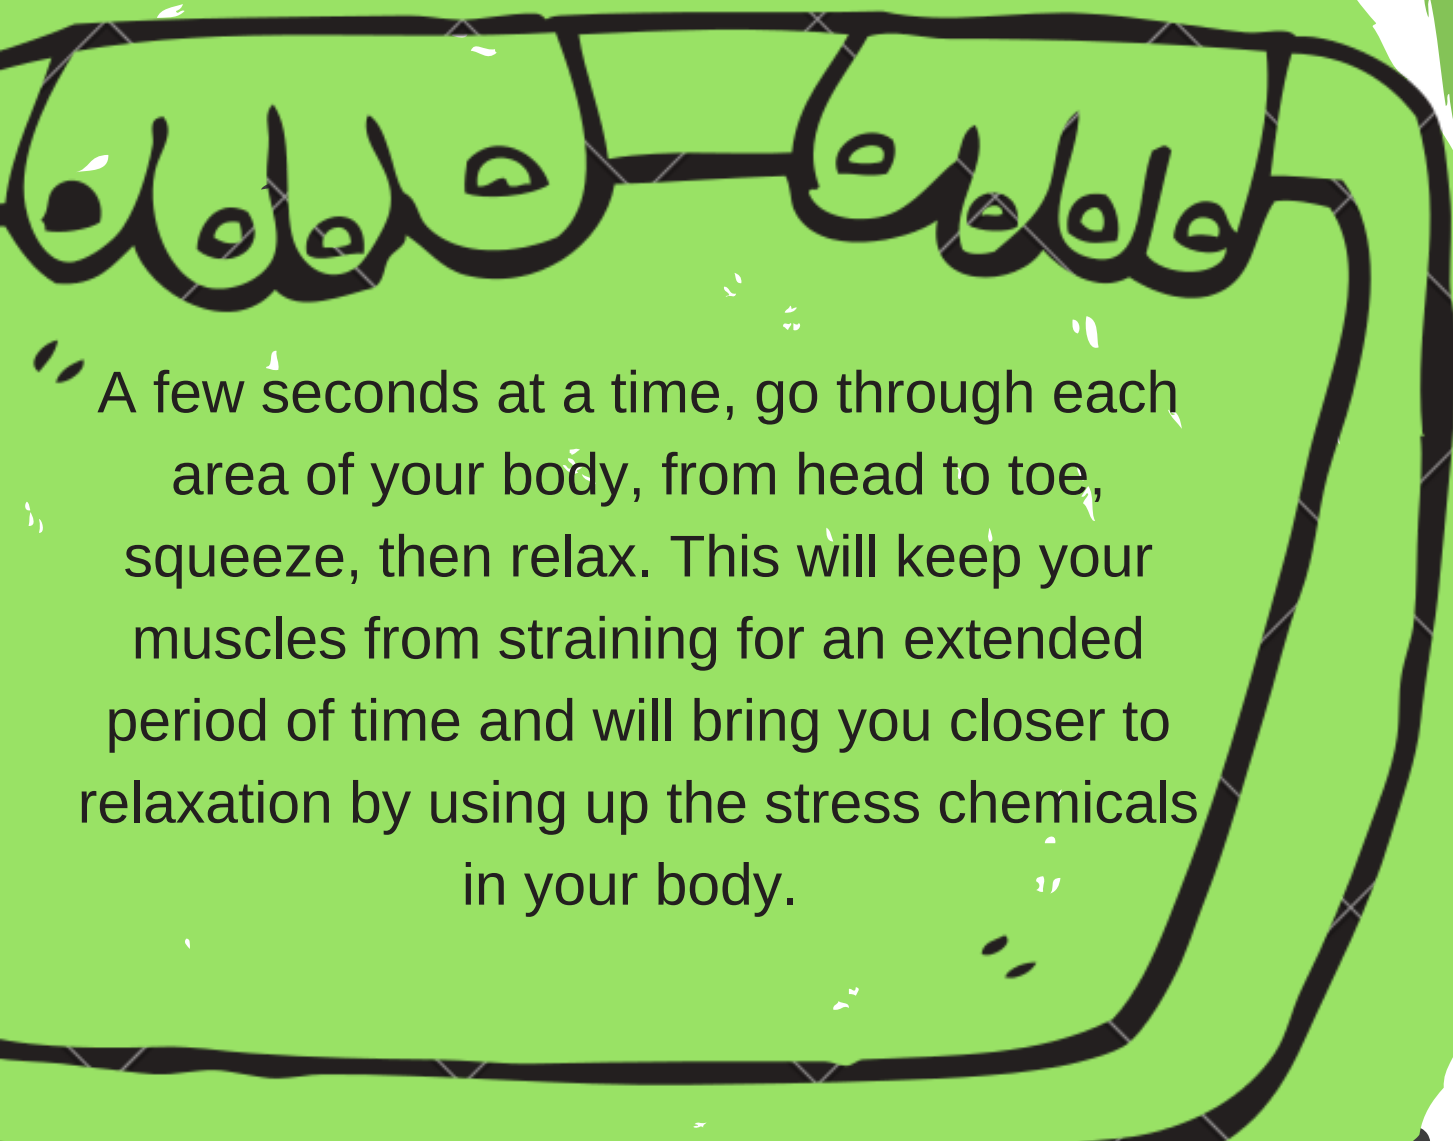 A few seconds at a time, go through each
area of your body, from head to toe,
squeeze, then relax. This will keep your
muscles from straining for an extended
period of time and will bring you closer to
relaxation by using up the stress chemicals
in your body.